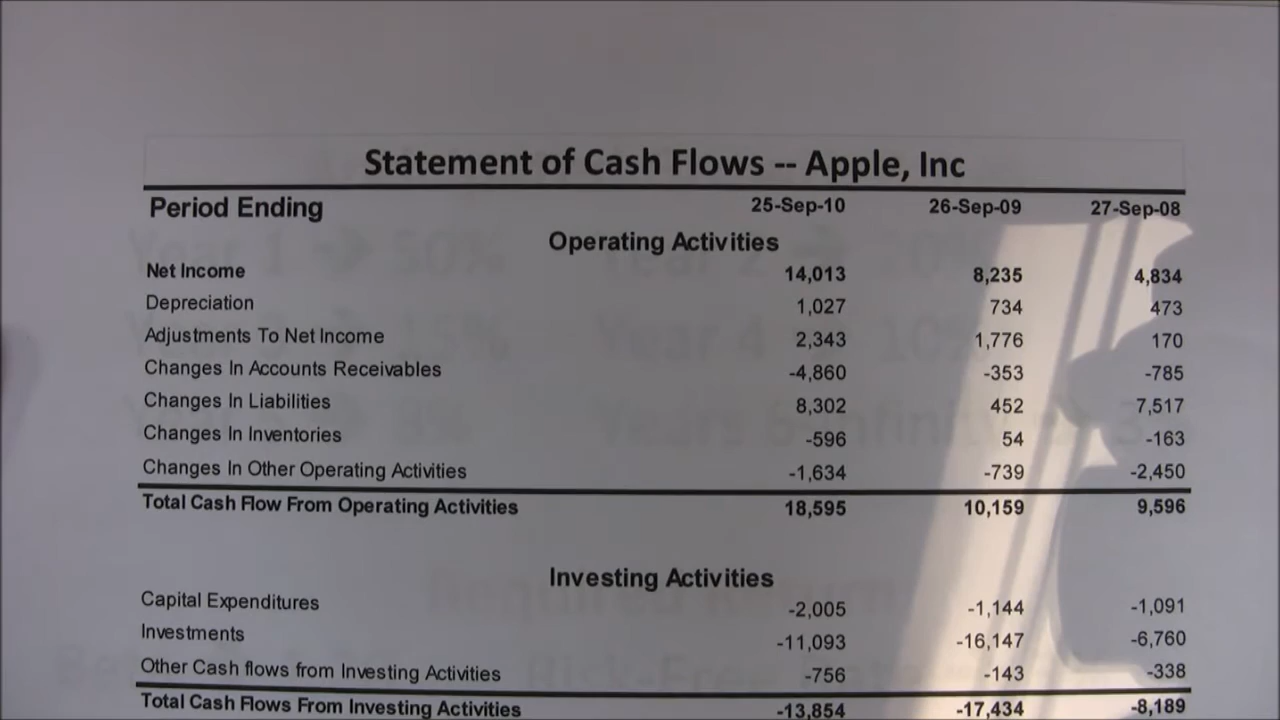 Statement of Cash Flows -- Apple, Inc
Period Ending 25-Sep-10 26-Sep-09 27-Sep-08
Operating Activities
Net Income 14,013 8,235 4,834
Depreciation 1,027 734 473
Adjustments To Net Income 2,343 1,776 170
Changes In Accounts Receivables -4,860 -353 -785
Changes In Liabilities 8,302 452 7,517
Changes In Inventories -596 54 -163
Changes In Other Operating Activities -1,634 -739 -2,450
Total Cash Flow From Operating Activities 18,595 10,159 9,596
Investing Activities
Capital Expenditures -2,005 -1,144 -1,091
Investments -11,093 -16,147 -6,760
Other Cash flows from Investing Activities -756 -143 -338
Total Cash Flows From Investing Activities -13,854 -17,434 -8,189